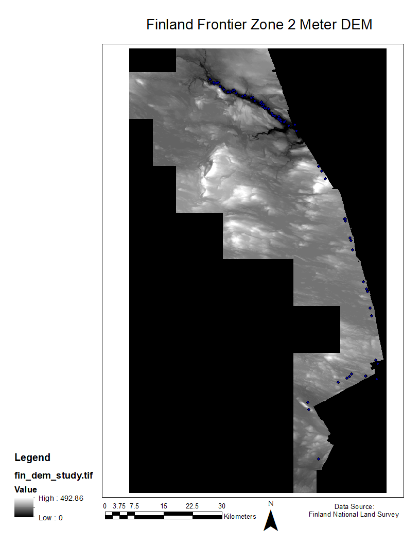 Finland Frontier Zone 2 Meter DEM
Legend
fin_dem_study.tif
Value
High : 492.86
Low : 0
0 3.75 7.5 15 22.5 30
Kilometers
N
Data Source:
Finland National Land Survey